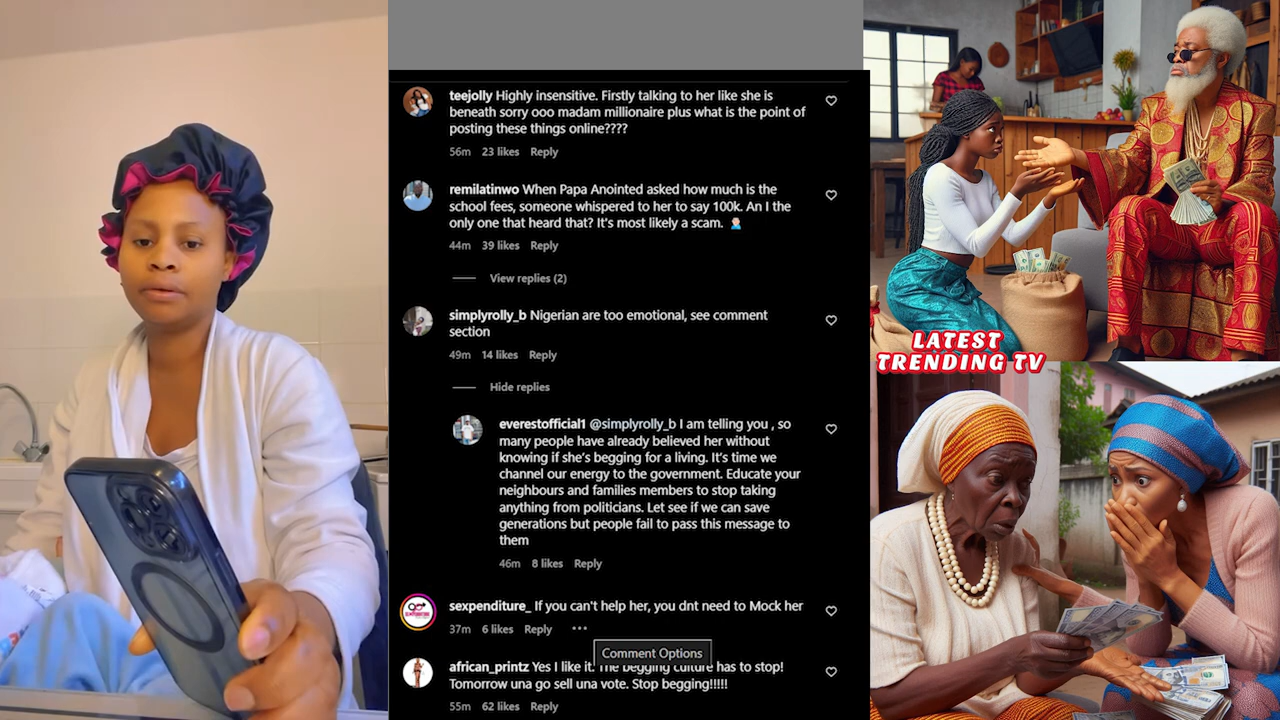 teejolly Highly insensitive. Firstly talking to her like she is
beneath sorry ooo madam millionaire plus what is the point of
posting these things online????
56m 23 likes Reply
remilatinwo When Papa Anointed asked how much is the
school fees, someone whispered to her to say 100k. An I the
only one that heard that? It's most likely a scam. 🤦🏻‍♂️
44m 39 likes Reply
View replies (2)
simplyrolly_b Nigerian are too emotional, see comment
section
49m 14 likes Reply
Hide replies
everestofficial1 @simplyrolly_b I am telling you , so
many people have already believed her without
knowing if she's begging for a living. It's time we
channel our energy to the government. Educate your
neighbours and families members to stop taking
anything from politicians. Let see if we can save
generations but people fail to pass this message to
them
46m 8 likes Reply
sexpenditure_ If you can't help her, you dnt need to Mock her
37m 6 likes Reply •••
Comment Options
african_printz Yes I like it. The begging culture has to stop!
Tomorrow una go sell una vote. Stop begging!!!!!
55m 62 likes Reply
LATEST
TRENDING TV